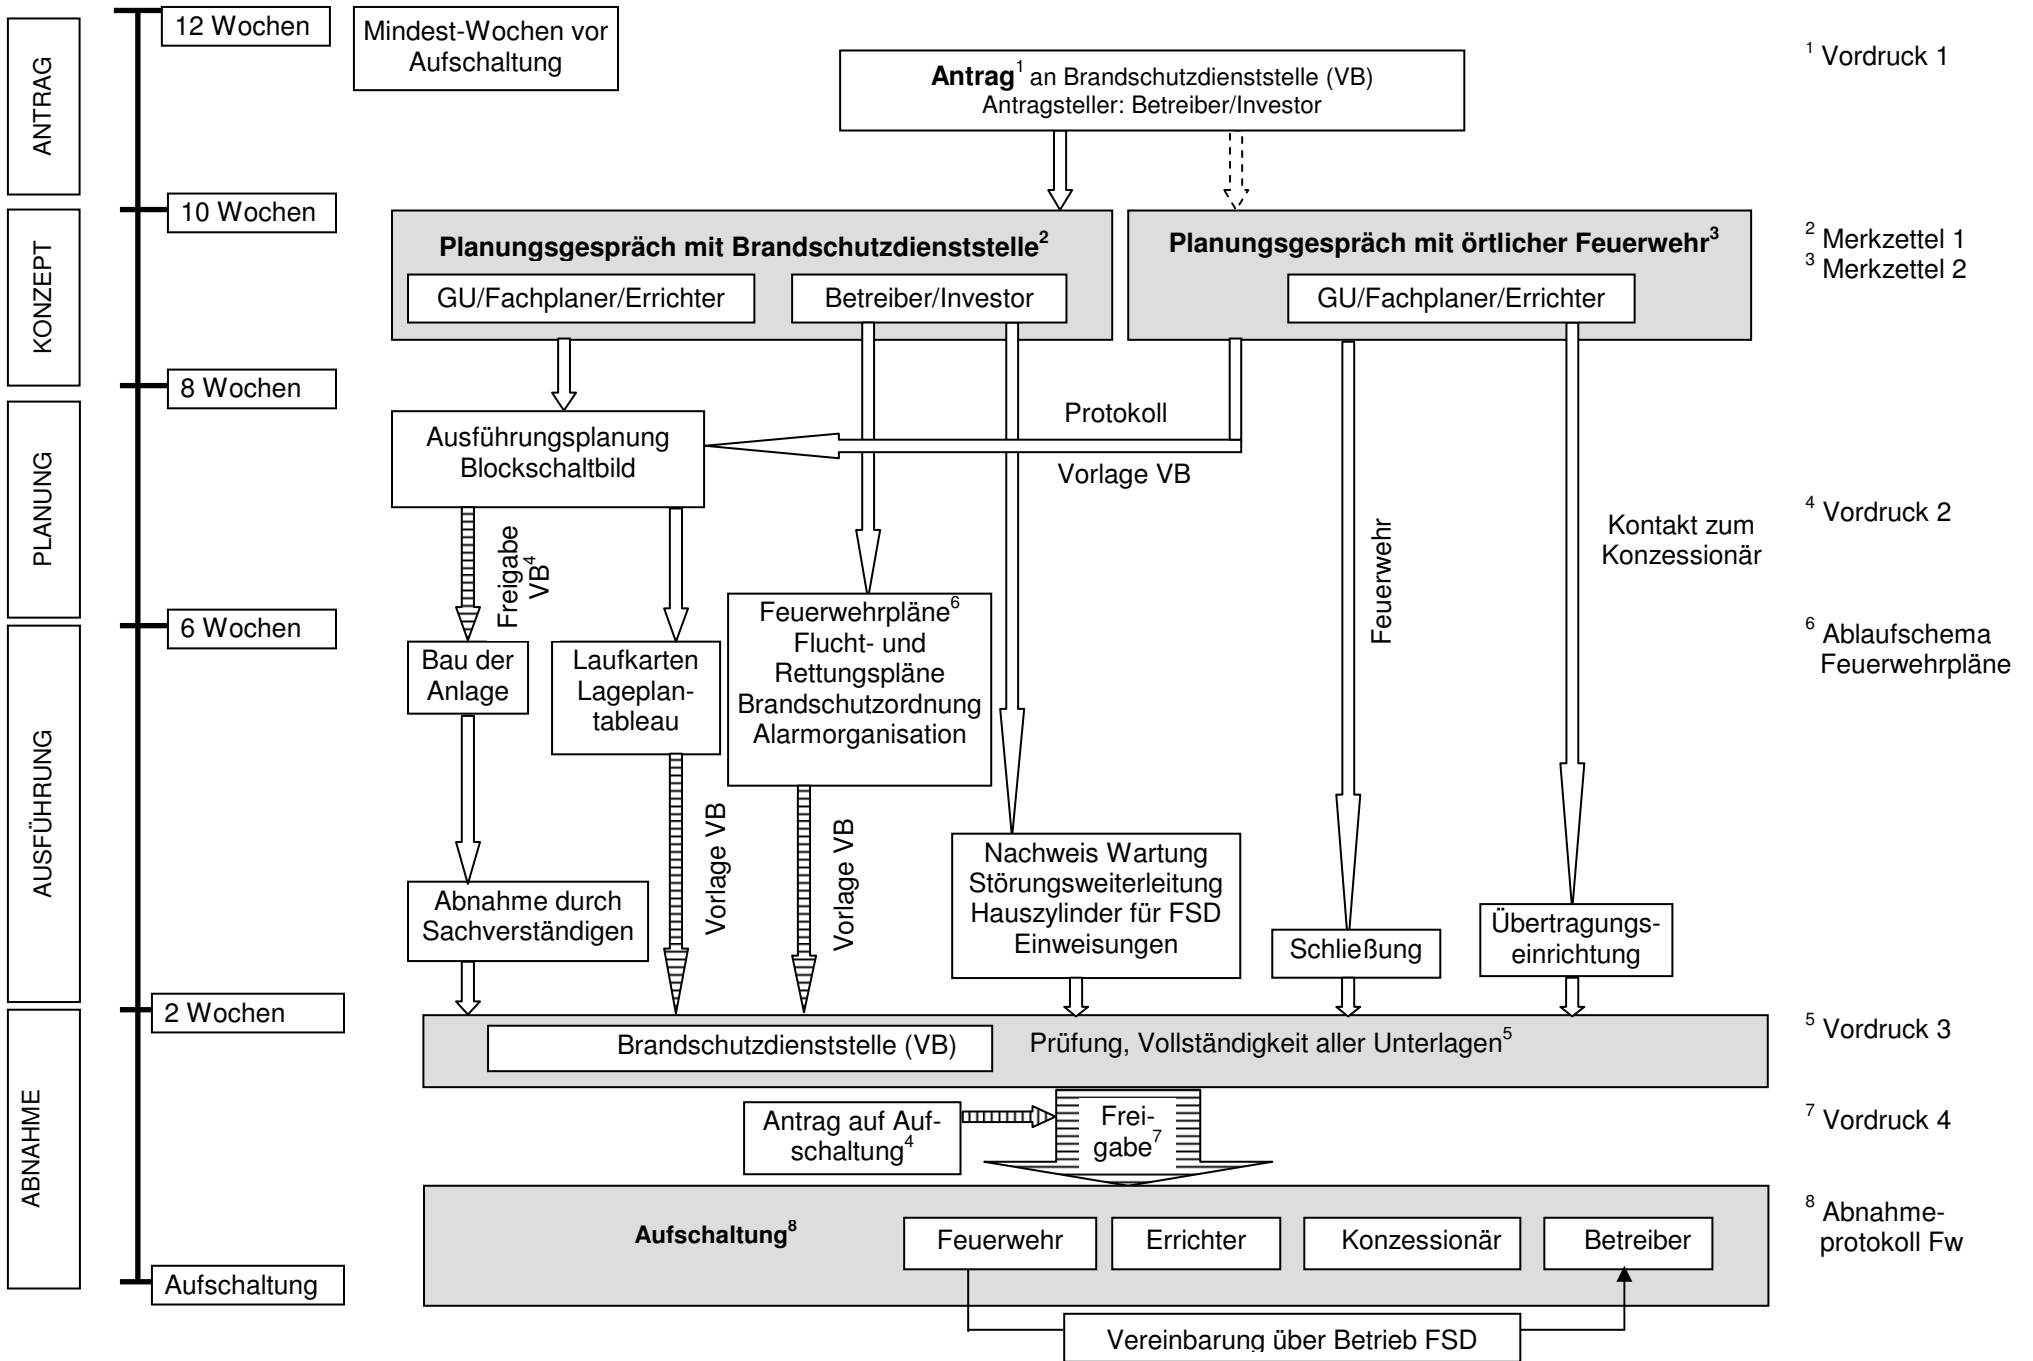 12 Wochen
Mindest-Wochen vor
Aufschaltung
ANTRAG
Antrag¹ an Brandschutzdienststelle (VB)
Antragsteller: Betreiber/Investor
¹ Vordruck 1
10 Wochen
KONZEPT
Planungsgespräch mit Brandschutzdienststelle²
GU/Fachplaner/Errichter
Betreiber/Investor
Planungsgespräch mit örtlicher Feuerwehr³
GU/Fachplaner/Errichter
² Merkzettel 1
³ Merkzettel 2
8 Wochen
PLANUNG
Ausführungsplanung
Blockschaltbild
Protokoll
Vorlage VB
Freigabe
VB⁴
Feuerwehr
Kontakt zum
Konzessionär
⁴ Vordruck 2
6 Wochen
AUSFÜHRUNG
Bau der
Anlage
Laufkarten
Lageplan-
tableau
Feuerwehrpläne⁶
Flucht- und
Rettungspläne
Brandschutzordnung
Alarmorganisation
⁶ Ablaufschema
Feuerwehrpläne
Vorlage VB
Vorlage VB
Abnahme durch
Sachverständigen
Nachweis Wartung
Störungsweiterleitung
Hauszylinder für FSD
Einweisungen
Schließung
Übertragungs-
einrichtung
2 Wochen
ABNAHME
Brandschutzdienststelle (VB)
Prüfung, Vollständigkeit aller Unterlagen⁵
⁵ Vordruck 3
Antrag auf Auf-
schaltung⁴
Frei-
gabe⁷
⁷ Vordruck 4
Aufschaltung⁸
Feuerwehr
Errichter
Konzessionär
Betreiber
⁸ Abnahme-
protokoll Fw
Aufschaltung
Vereinbarung über Betrieb FSD